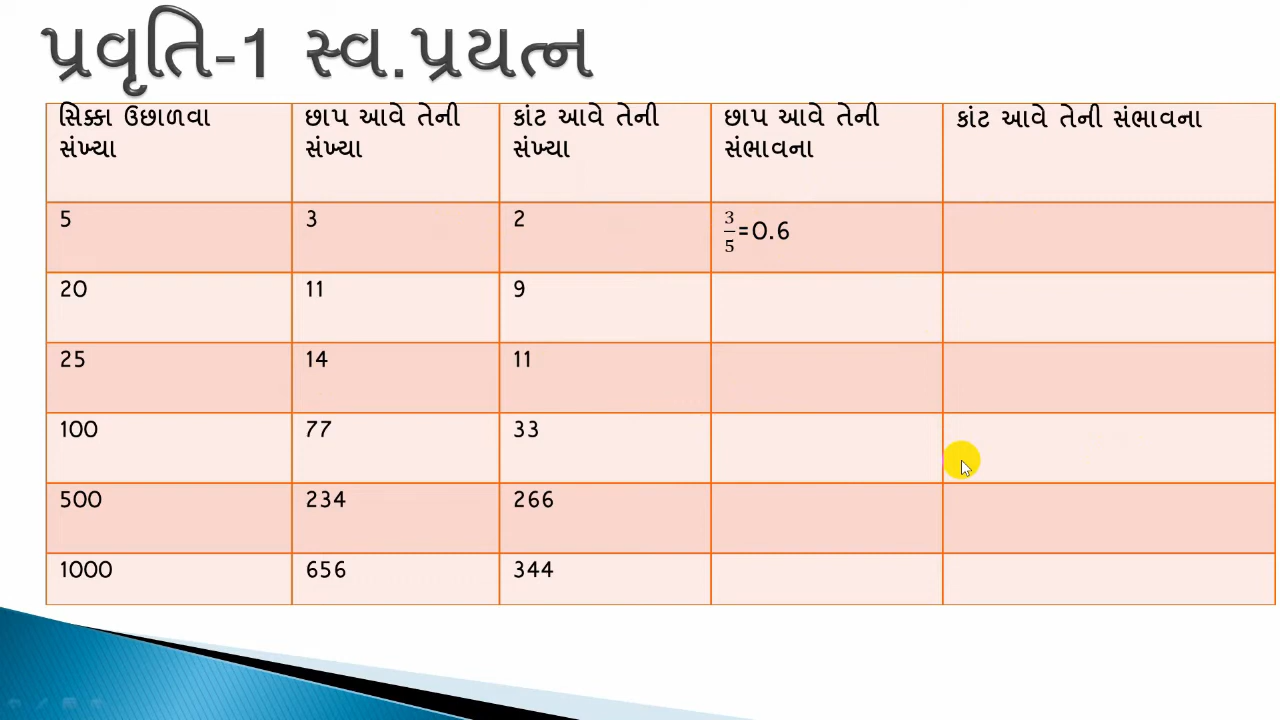 પ્રવૃતિ-1 સ્વ.પ્રયત્ન
સિક્કા ઉછાળવા સંખ્યા
છાપ આવે તેની સંખ્યા
કાંટ આવે તેની સંખ્યા
છાપ આવે તેની સંભાવના
કાંટ આવે તેની સંભાવના
5 3 2 3/5=0.6
20 11 9
25 14 11
100 77 33
500 234 266
1000 656 344